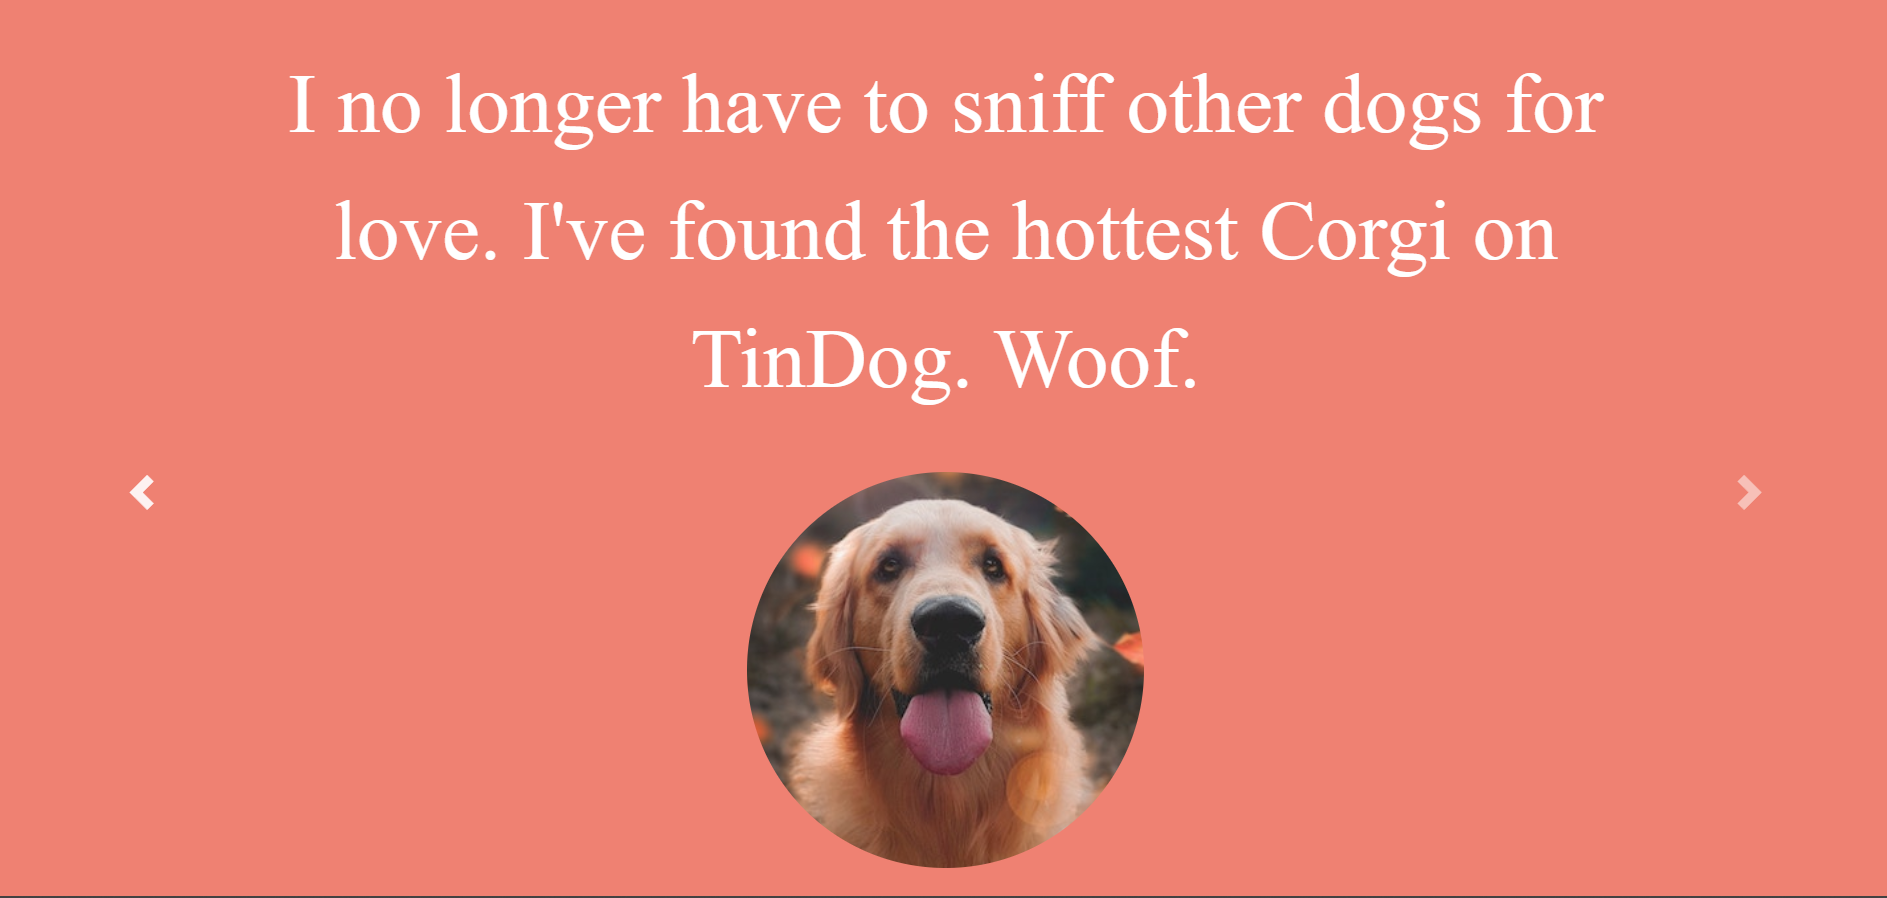 I no longer have to sniff other dogs for
love. I've found the hottest Corgi on
TinDog. Woof.